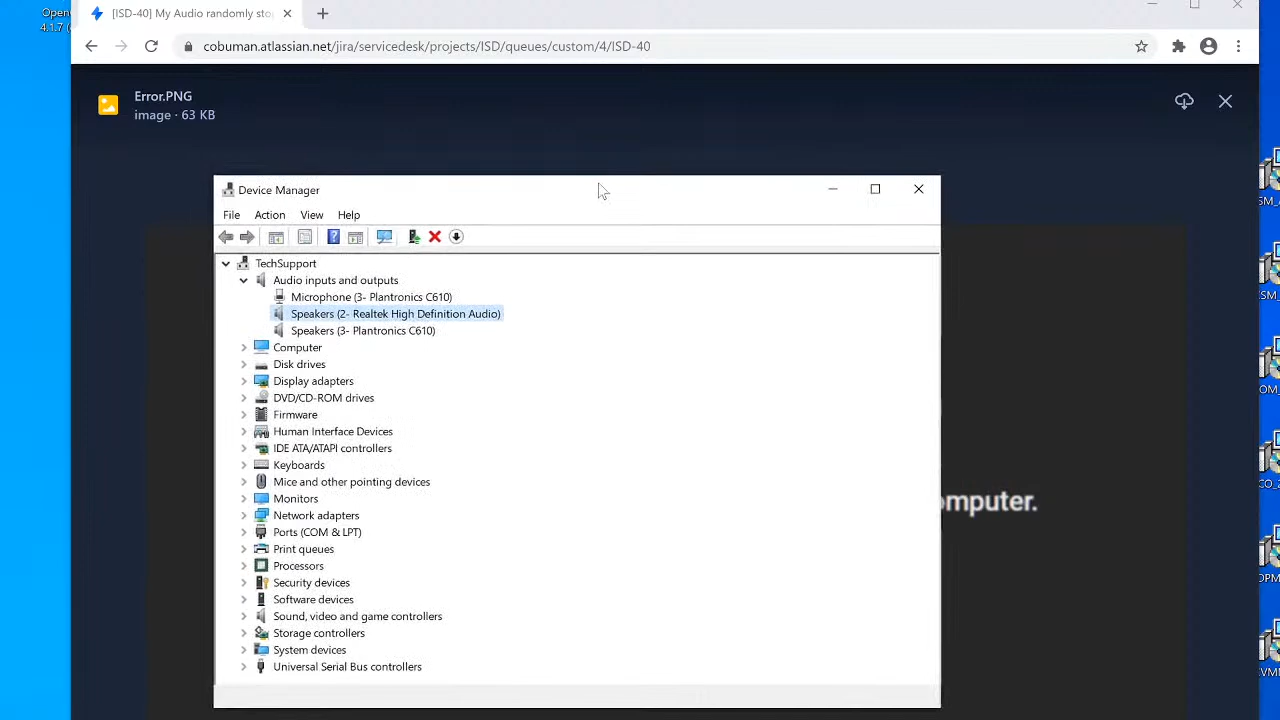 Open
4.1.7 (
[ISD-40] My Audio randomly sto
cobuman.atlassian.net/jira/servicedesk/projects/ISD/queues/custom/4/ISD-40
Error.PNG
image · 63 KB
Device Manager
File Action View Help
TechSupport
Audio inputs and outputs
Microphone (3- Plantronics C610)
Speakers (2- Realtek High Definition Audio)
Speakers (3- Plantronics C610)
Computer
Disk drives
Display adapters
DVD/CD-ROM drives
Firmware
Human Interface Devices
IDE ATA/ATAPI controllers
Keyboards
Mice and other pointing devices
Monitors
Network adapters
Ports (COM & LPT)
Print queues
Processors
Security devices
Software devices
Sound, video and game controllers
Storage controllers
System devices
Universal Serial Bus controllers
omputer.